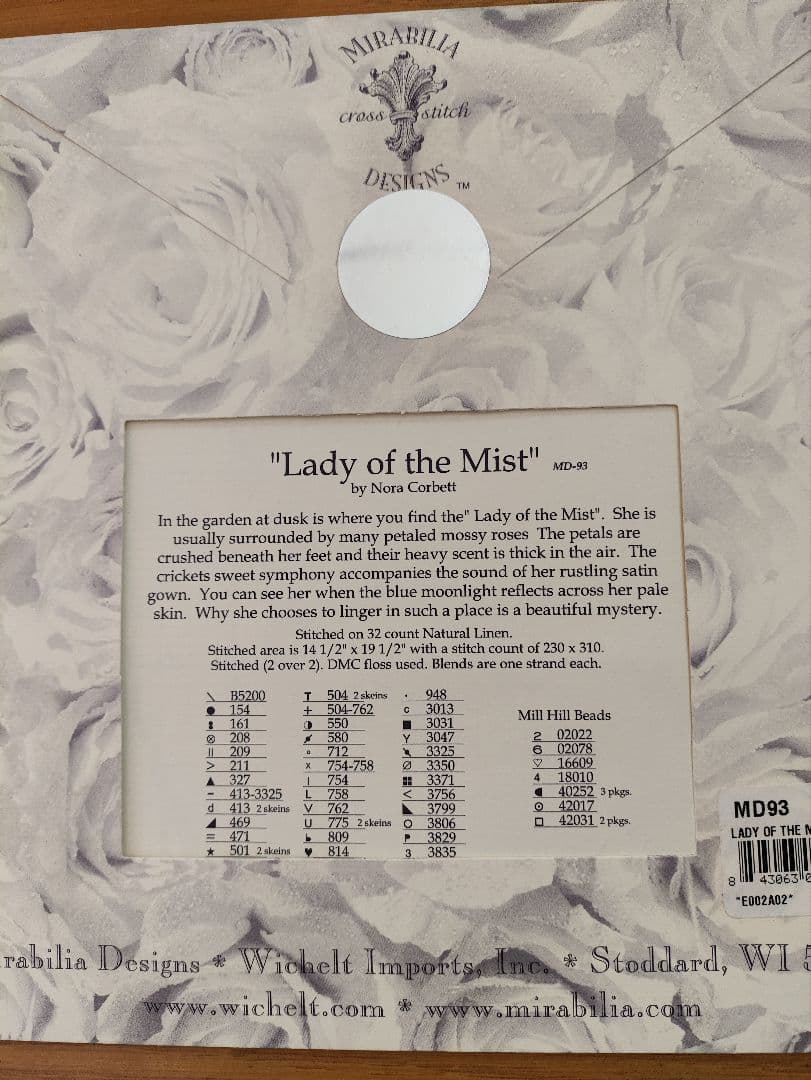 MIRABILIA
cross stitch
DESIGNS ™
"Lady of the Mist" MD-93
by Nora Corbett
In the garden at dusk is where you find the" Lady of the Mist". She is
usually surrounded by many petaled mossy roses The petals are
crushed beneath her feet and their heavy scent is thick in the air. The
crickets sweet symphony accompanies the sound of her rustling satin
gown. You can see her when the blue moonlight reflects across her pale
skin. Why she chooses to linger in such a place is a beautiful mystery.
Stitched on 32 count Natural Linen.
Stitched area is 14 1/2" x 19 1/2" with a stitch count of 230 x 310.
Stitched (2 over 2). DMC floss used. Blends are one strand each.
\ B5200
● 154
161
⊗ 208
|| 209
> 211
▲ 327
– 413-3325
d 413 2 skeins
◢ 469
= 471
★ 501 2 skeins
T 504 2 skeins
+ 504-762
◑ 550
580
∘ 712
x 754-758
| 754
L 758
V 762
U 775 2 skeins
809
♥ 814
· 948
c 3013
■ 3031
Y 3047
3325
Ø 3350
3371
< 3756
◣ 3799
O 3806
P 3829
3 3835
Mill Hill Beads
2 02022
6 02078
♡ 16609
4 18010
◖ 40252 3 pkgs.
⊙ 42017
□ 42031 2 pkgs.
MD93
LADY OF THE
8 43063
*E002A02*
rabilia Designs * Wichelt Imports, Inc. * Stoddard, WI 5
www.wichelt.com * www.mirabilia.com